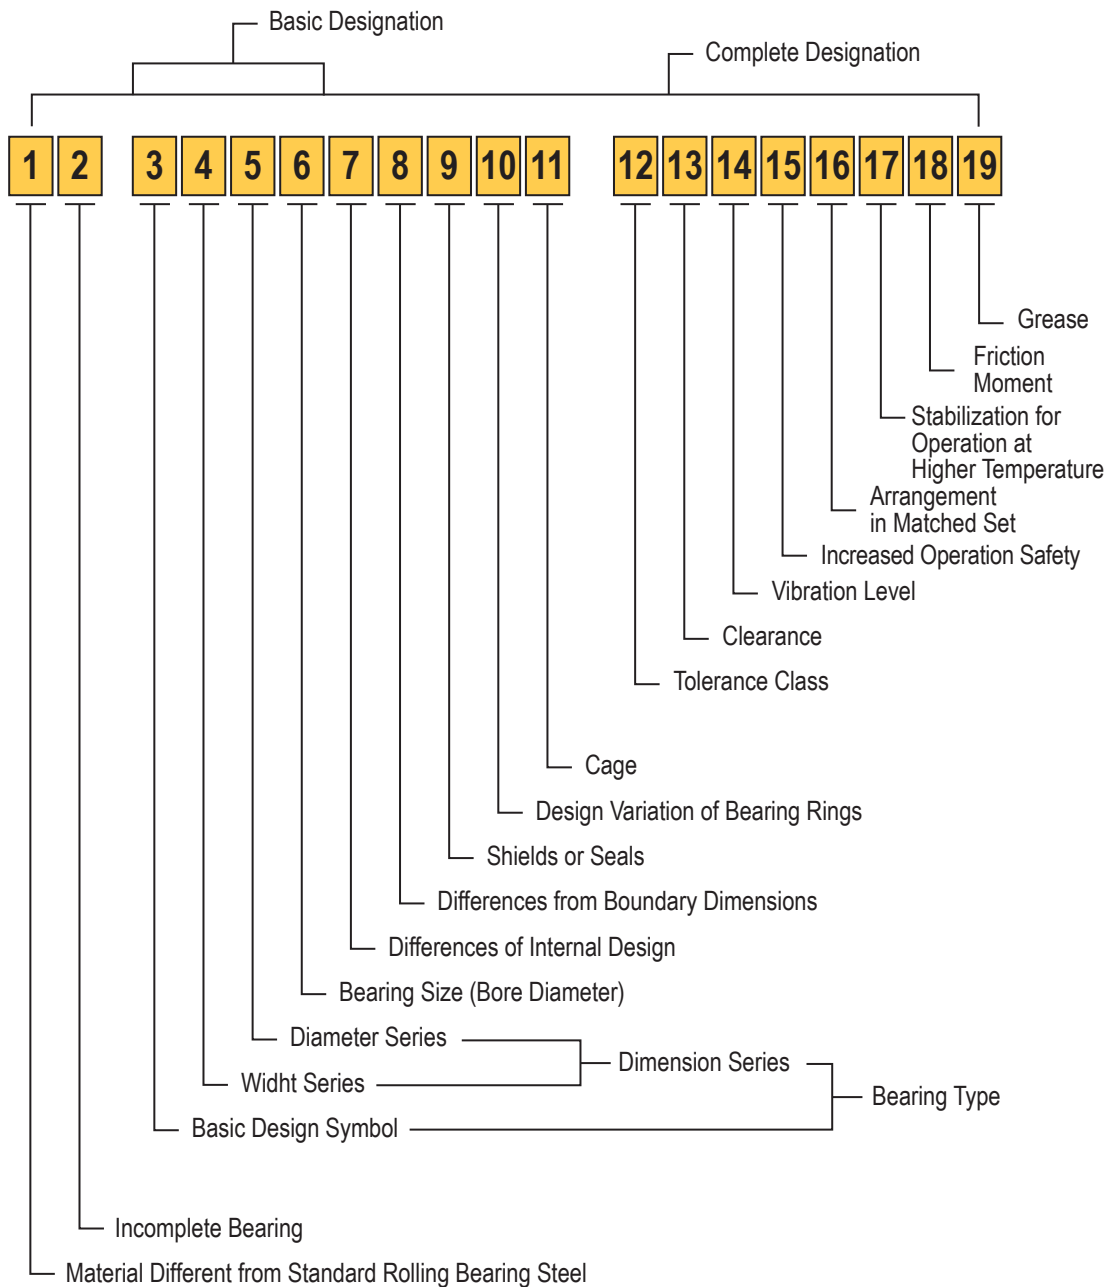 Basic Designation
Complete Designation
1 2 3 4 5 6 7 8 9 10 11 12 13 14 15 16 17 18 19
Grease
Friction
Moment
Stabilization for
Operation at
Higher Temperature
Arrangement
in Matched Set
Increased Operation Safety
Vibration Level
Clearance
Tolerance Class
Cage
Design Variation of Bearing Rings
Shields or Seals
Differences from Boundary Dimensions
Differences of Internal Design
Bearing Size (Bore Diameter)
Diameter Series
Dimension Series
Widht Series
Bearing Type
Basic Design Symbol
Incomplete Bearing
Material Different from Standard Rolling Bearing Steel